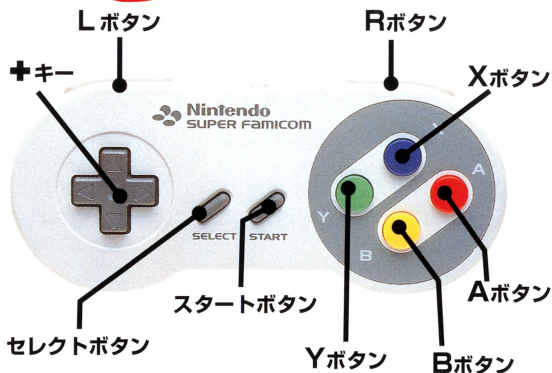 Lボタン
Rボタン
✚キー
Xボタン
Nintendo
SUPER FAMICOM
X
A
Y
B
SELECT
START
スタートボタン
Aボタン
セレクトボタン
Yボタン
Bボタン